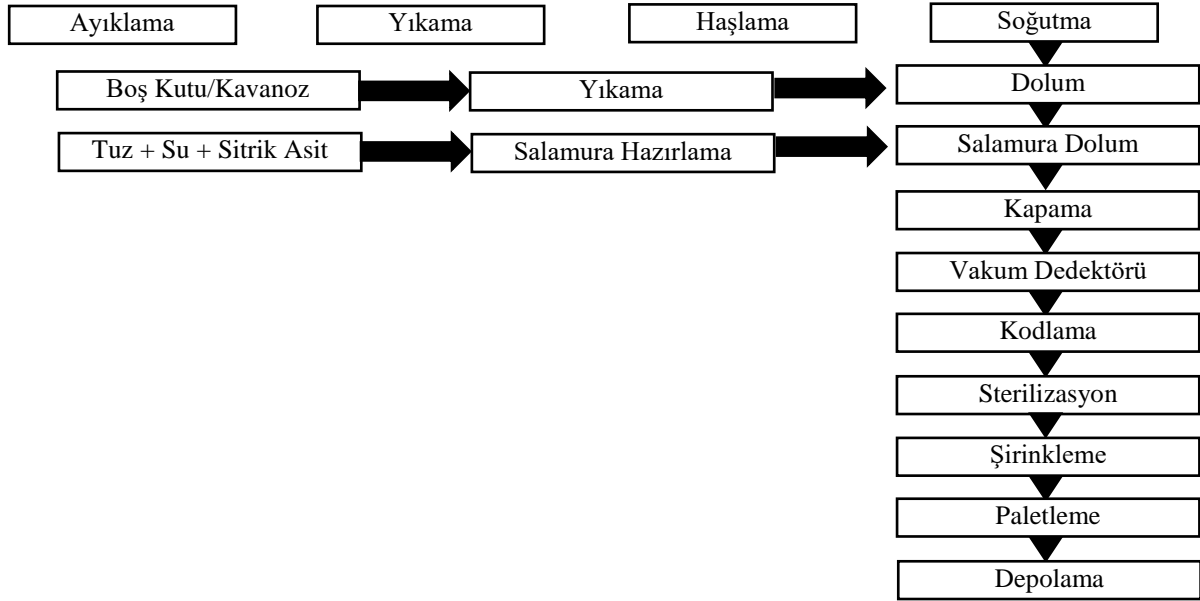 Ayıklama
Yıkama
Haşlama
Soğutma
Boş Kutu/Kavanoz
Yıkama
Dolum
Tuz + Su + Sitrik Asit
Salamura Hazırlama
Salamura Dolum
Kapama
Vakum Dedektörü
Kodlama
Sterilizasyon
Şirinkleme
Paletleme
Depolama